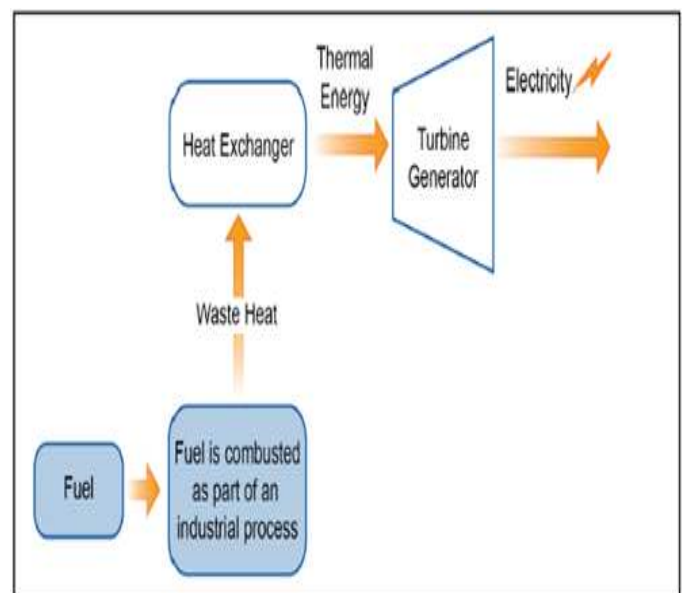 Thermal
Energy
Electricity
Heat Exchanger
Turbine
Generator
Waste Heat
Fuel
Fuel is combusted
as part of an
industrial process